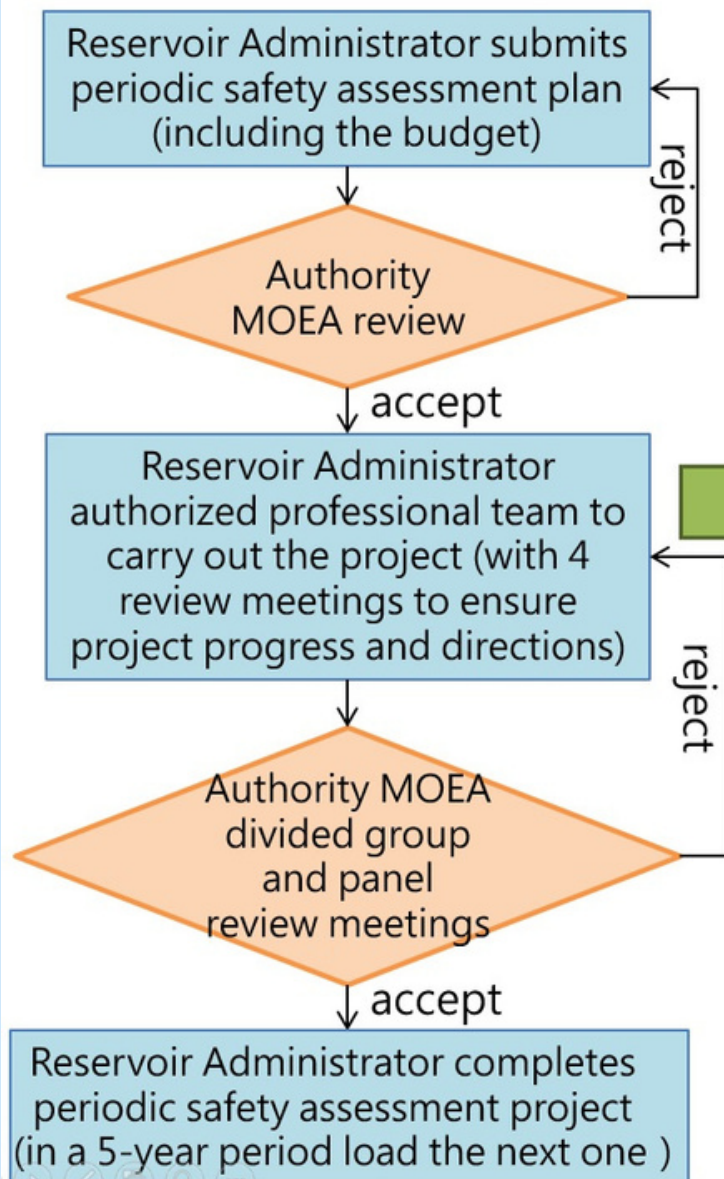 Reservoir Administrator submits
periodic safety assessment plan
(including the budget)
reject
Authority
MOEA review
accept
Reservoir Administrator
authorized professional team to
carry out the project (with 4
review meetings to ensure
project progress and directions)
reject
Authority MOEA
divided group
and panel
review meetings
accept
Reservoir Administrator completes
periodic safety assessment project
(in a 5-year period load the next one )